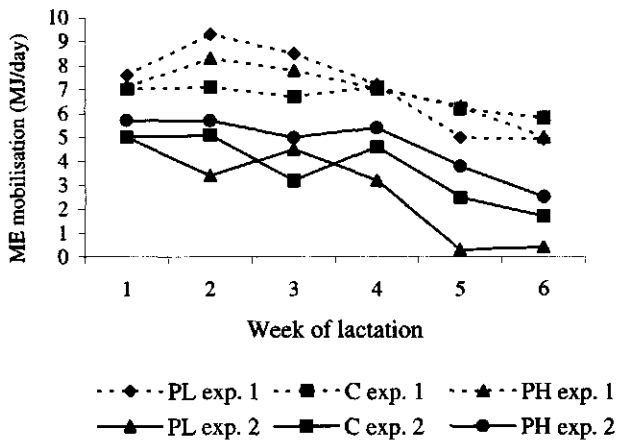 ME mobilisation (MJ/day)
10
9
8
7
6
5
4
3
2
1
0
1 2 3 4 5 6
Week of lactation
PL exp. 1 C exp. 1 PH exp. 1
PL exp. 2 C exp. 2 PH exp. 2